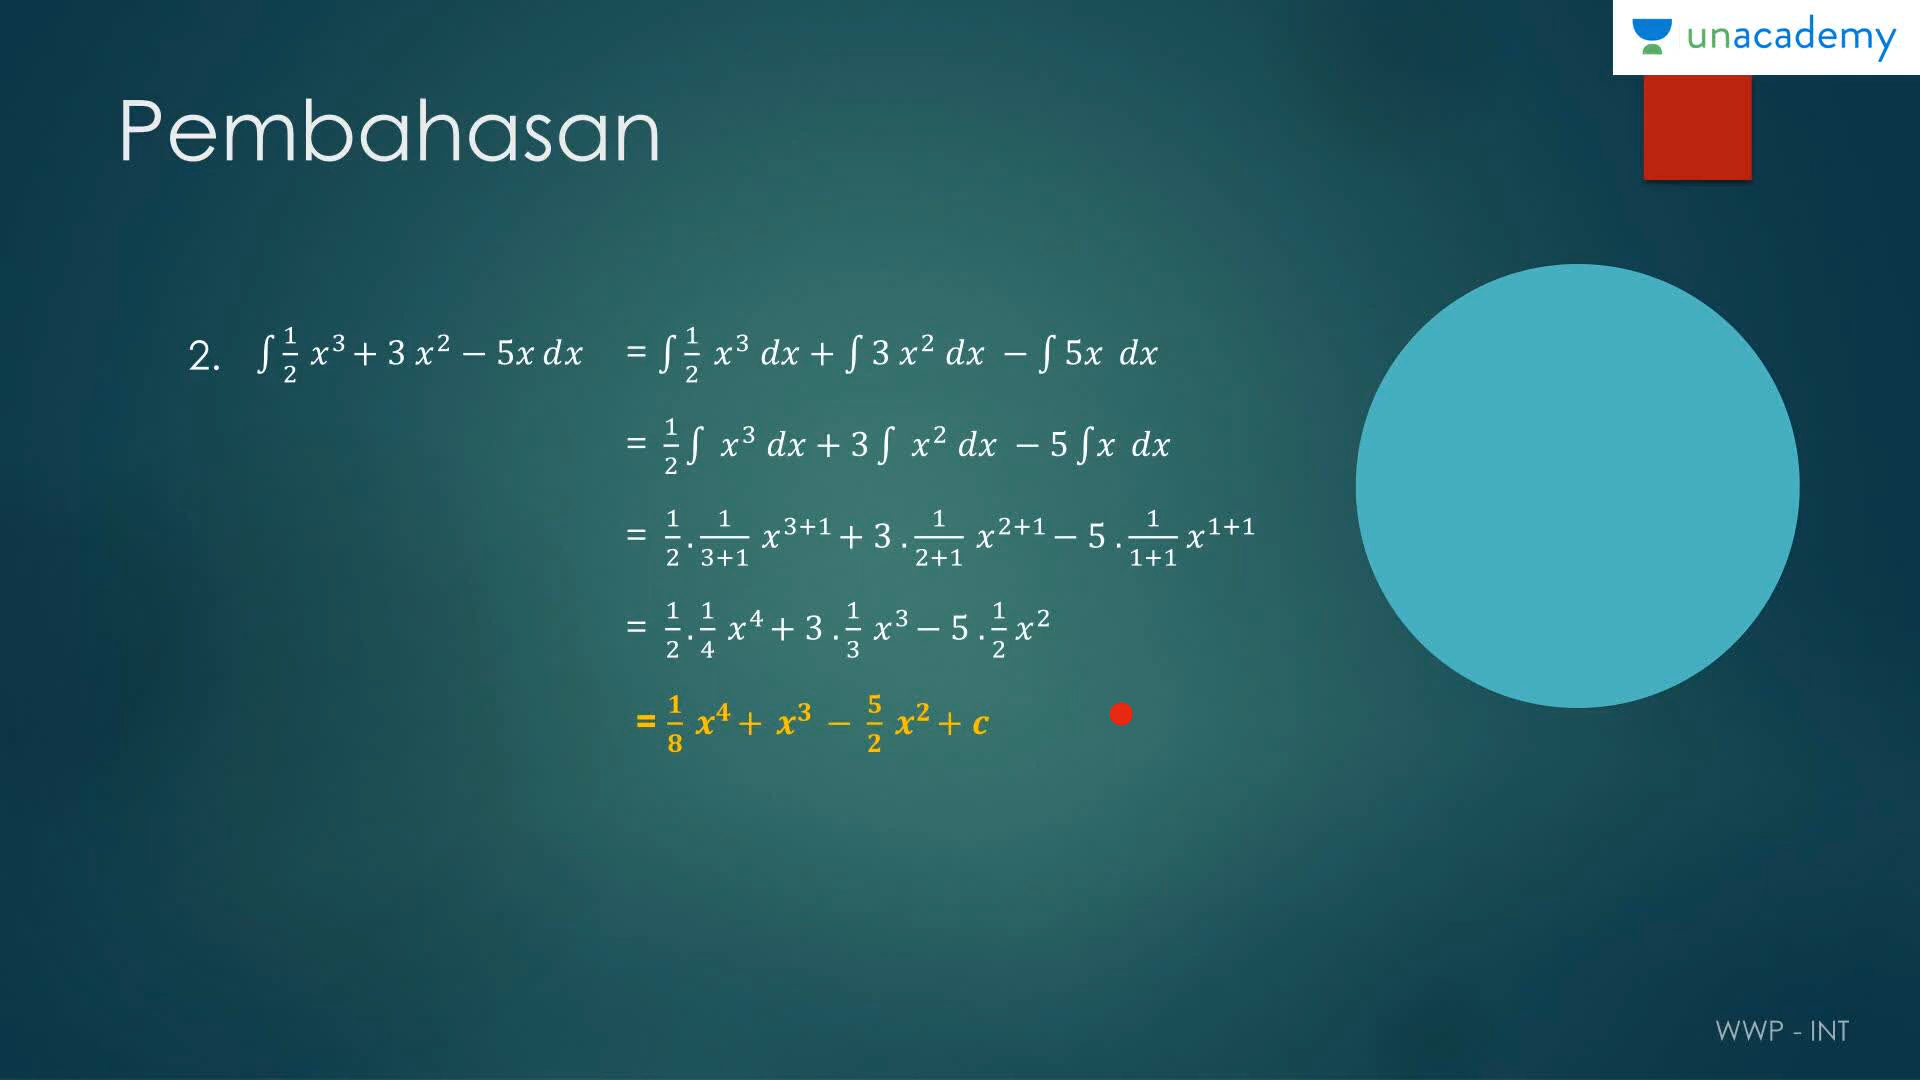 unacademy
Pembahasan
2. ∫ 1/2 x³ + 3 x² − 5x dx = ∫ 1/2 x³ dx + ∫ 3 x² dx − ∫ 5x dx
= 1/2 ∫ x³ dx + 3 ∫ x² dx − 5 ∫ x dx
= 1/2 . 1/(3+1) x³⁺¹ + 3 . 1/(2+1) x²⁺¹ − 5 . 1/(1+1) x¹⁺¹
= 1/2 . 1/4 x⁴ + 3 . 1/3 x³ − 5 . 1/2 x²
= 1/8 x⁴ + x³ − 5/2 x² + c
WWP - INT